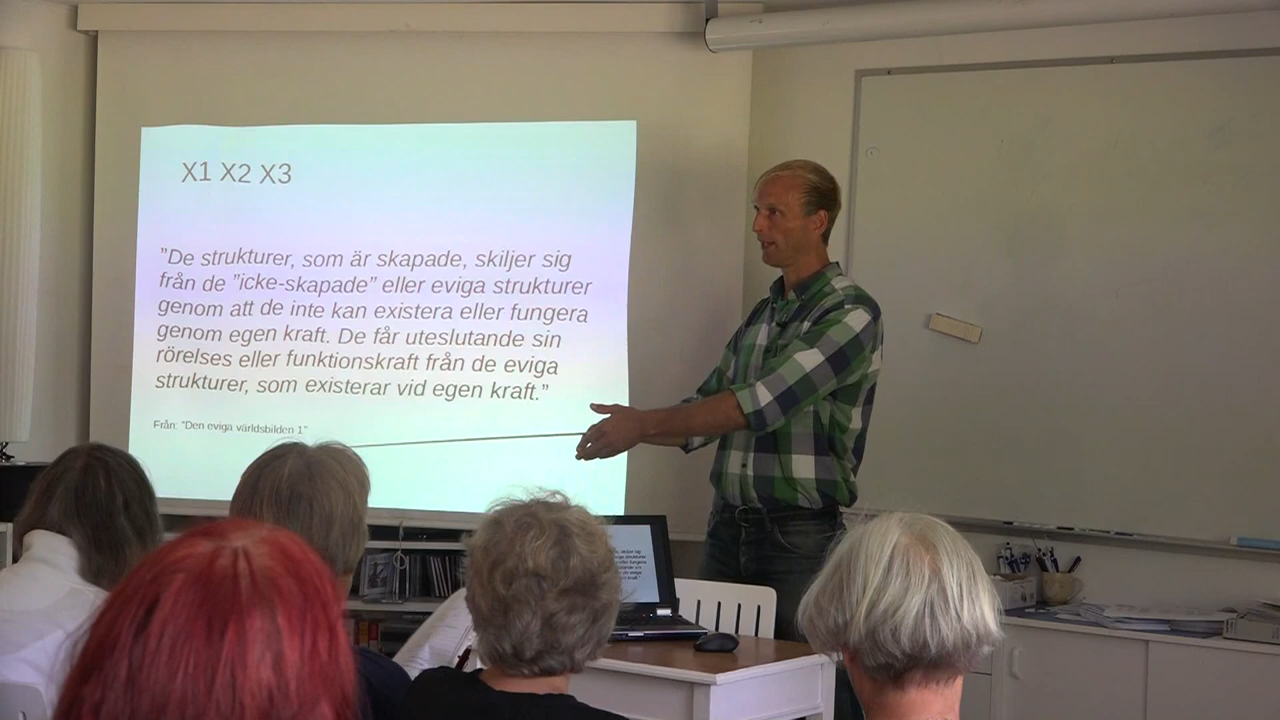 X1 X2 X3
”De strukturer, som är skapade, skiljer sig
från de ”icke-skapade” eller eviga strukturer
genom att de inte kan existera eller fungera
genom egen kraft. De får uteslutande sin
rörelses eller funktionskraft från de eviga
strukturer, som existerar vid egen kraft.”
Från: ”Den eviga världsbilden 1”